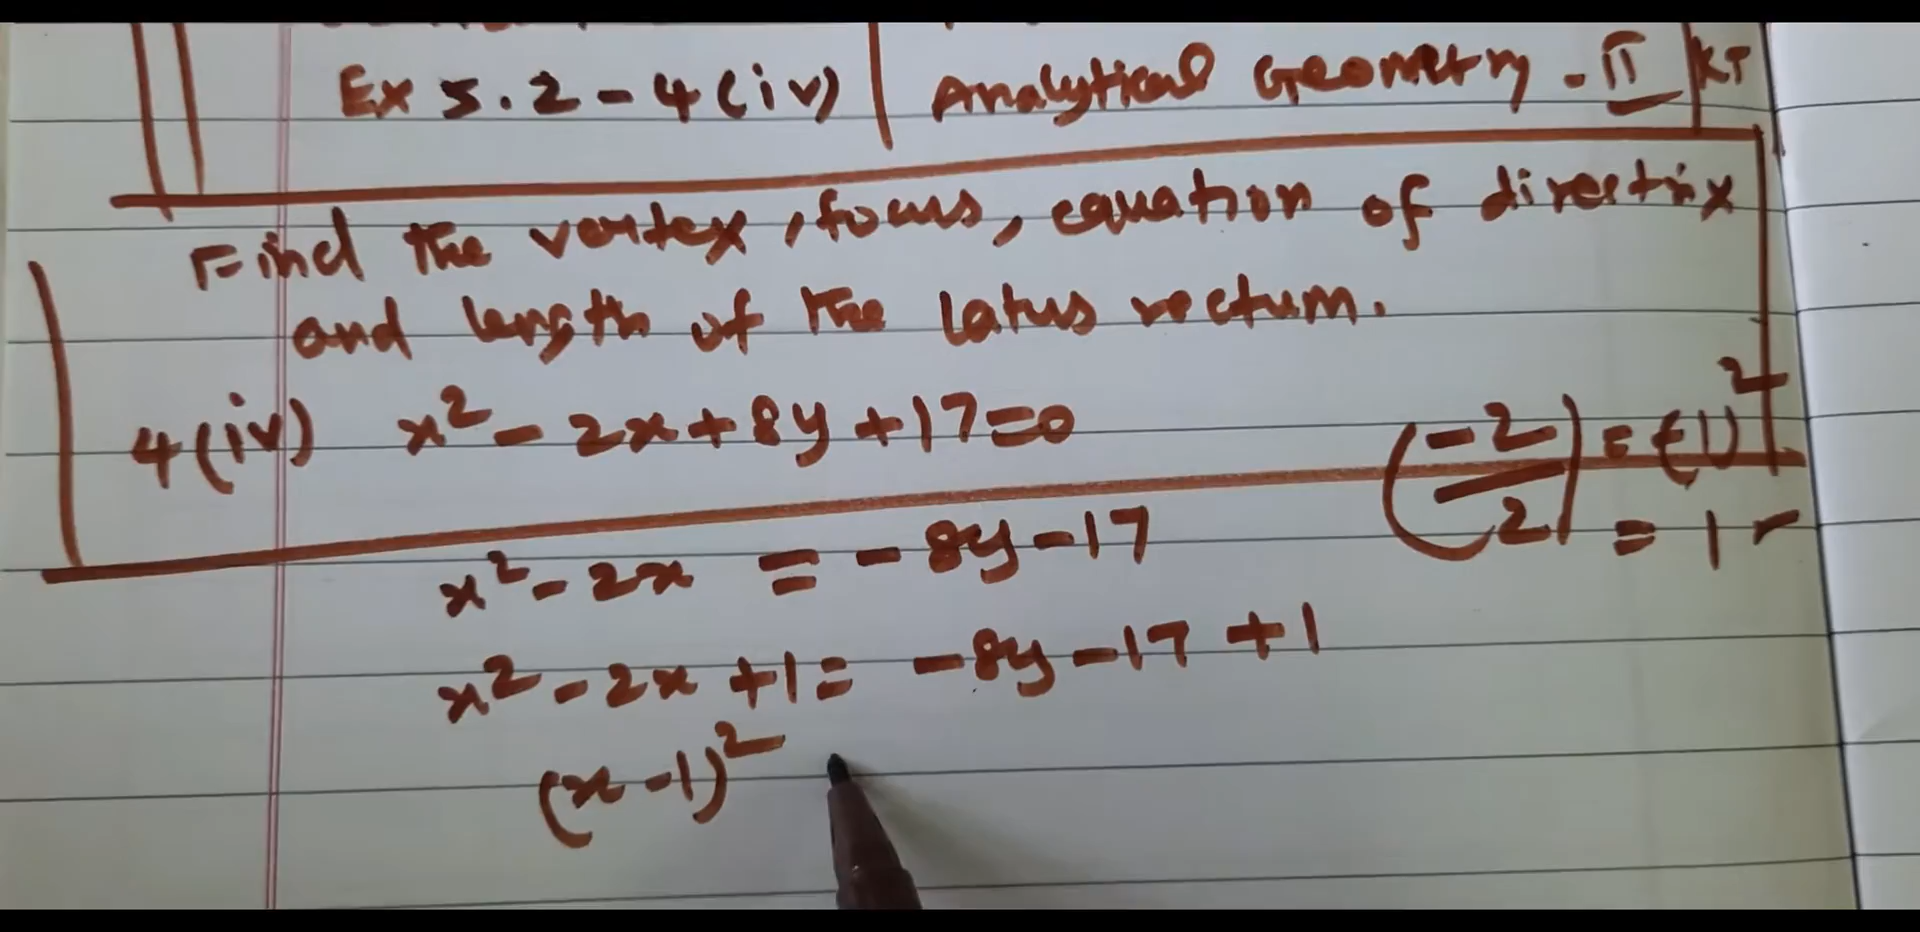 Ex 5.2-4(iv) Analytical Geometry - II KT
Find the vertex, focus, equation of directrix
and length of the latus rectum.
4(iv) x² - 2x + 8y + 17 = 0
(-2/2)² = (-1)²
= 1
x² - 2x = -8y - 17
x² - 2x + 1 = -8y - 17 + 1
(x - 1)²